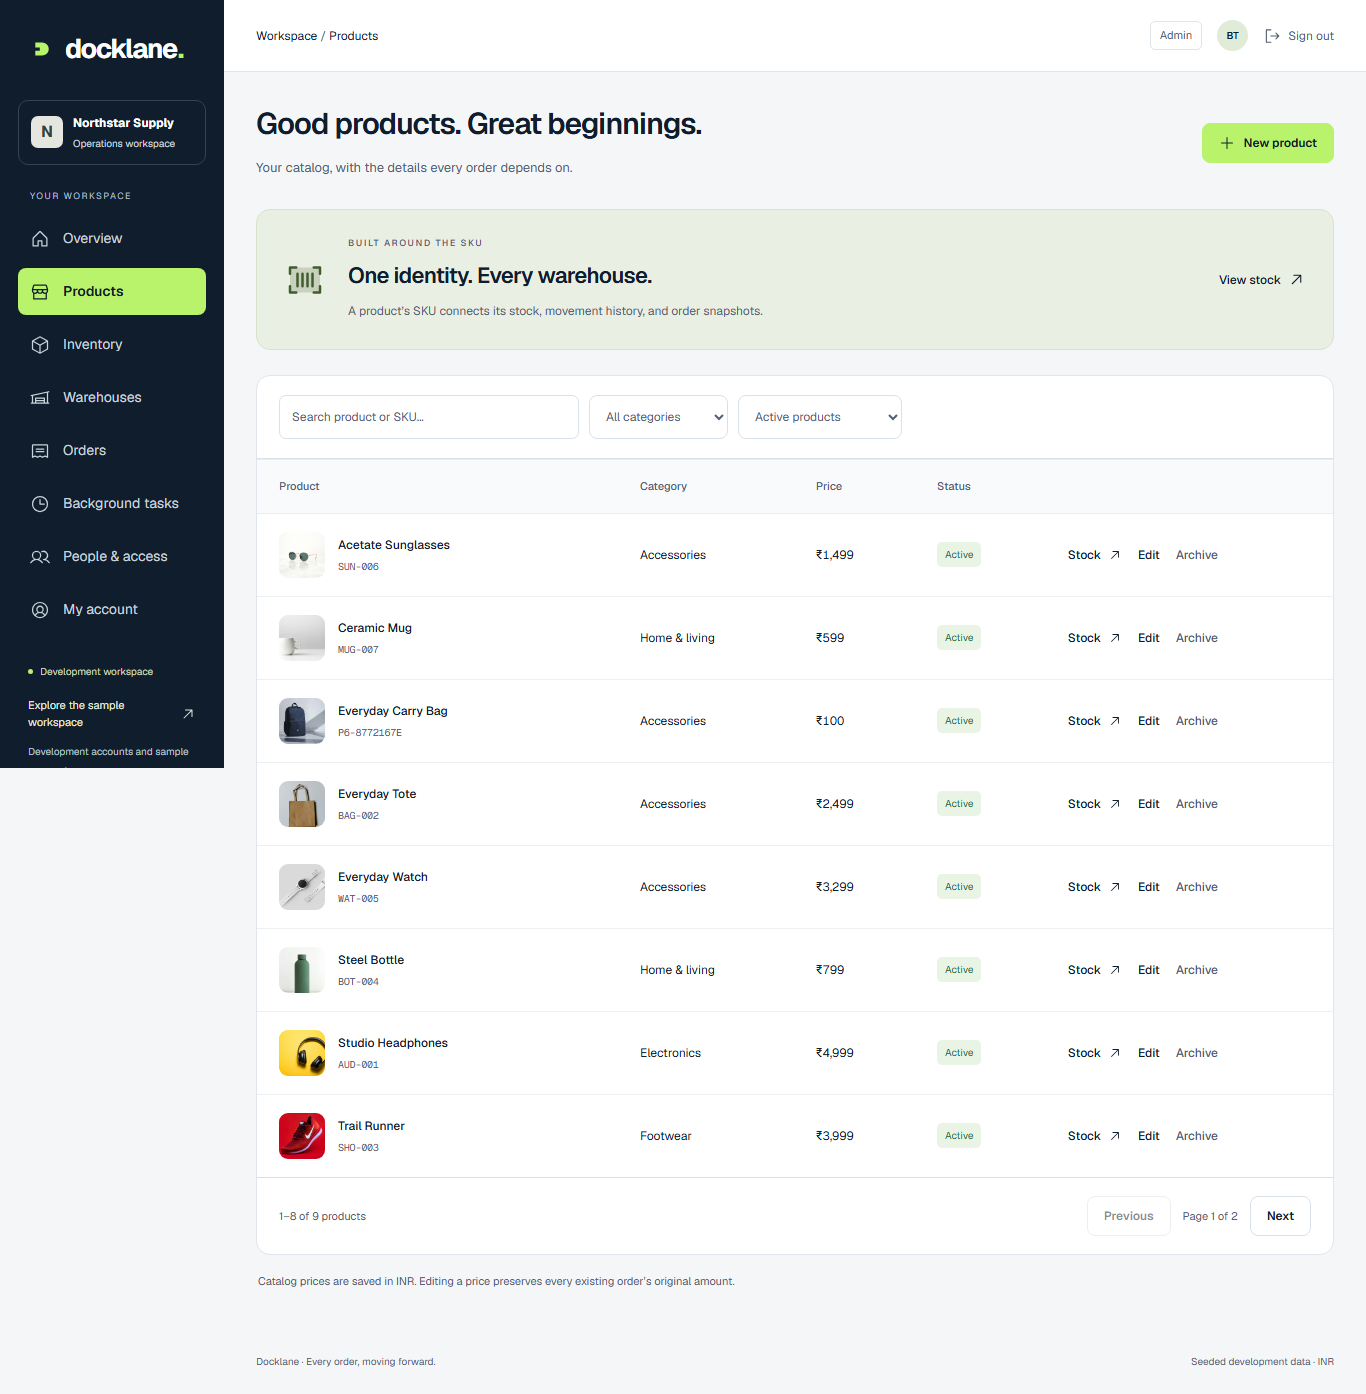 docklane.
Workspace / Products
Admin
BT
Sign out
N
Northstar Supply
Operations workspace
YOUR WORKSPACE
Overview
Products
Inventory
Warehouses
Orders
Background tasks
People & access
My account
Development workspace
Explore the sample
workspace
Development accounts and sample
Good products. Great beginnings.
Your catalog, with the details every order depends on.
New product
BUILT AROUND THE SKU
One identity. Every warehouse.
A product's SKU connects its stock, movement history, and order snapshots.
View stock
Search product or SKU...
All categories
Active products
Product Category Price Status
Acetate Sunglasses
SUN-006
Accessories ₹1,499 Active Stock Edit Archive
Ceramic Mug
MUG-007
Home & living ₹599 Active Stock Edit Archive
Everyday Carry Bag
P6-8772167E
Accessories ₹100 Active Stock Edit Archive
Everyday Tote
BAG-002
Accessories ₹2,499 Active Stock Edit Archive
Everyday Watch
WAT-005
Accessories ₹3,299 Active Stock Edit Archive
Steel Bottle
BOT-004
Home & living ₹799 Active Stock Edit Archive
Studio Headphones
AUD-001
Electronics ₹4,999 Active Stock Edit Archive
Trail Runner
SHO-003
Footwear ₹3,999 Active Stock Edit Archive
1–8 of 9 products
Previous
Page 1 of 2
Next
Catalog prices are saved in INR. Editing a price preserves every existing order's original amount.
Docklane · Every order, moving forward.
Seeded development data · INR